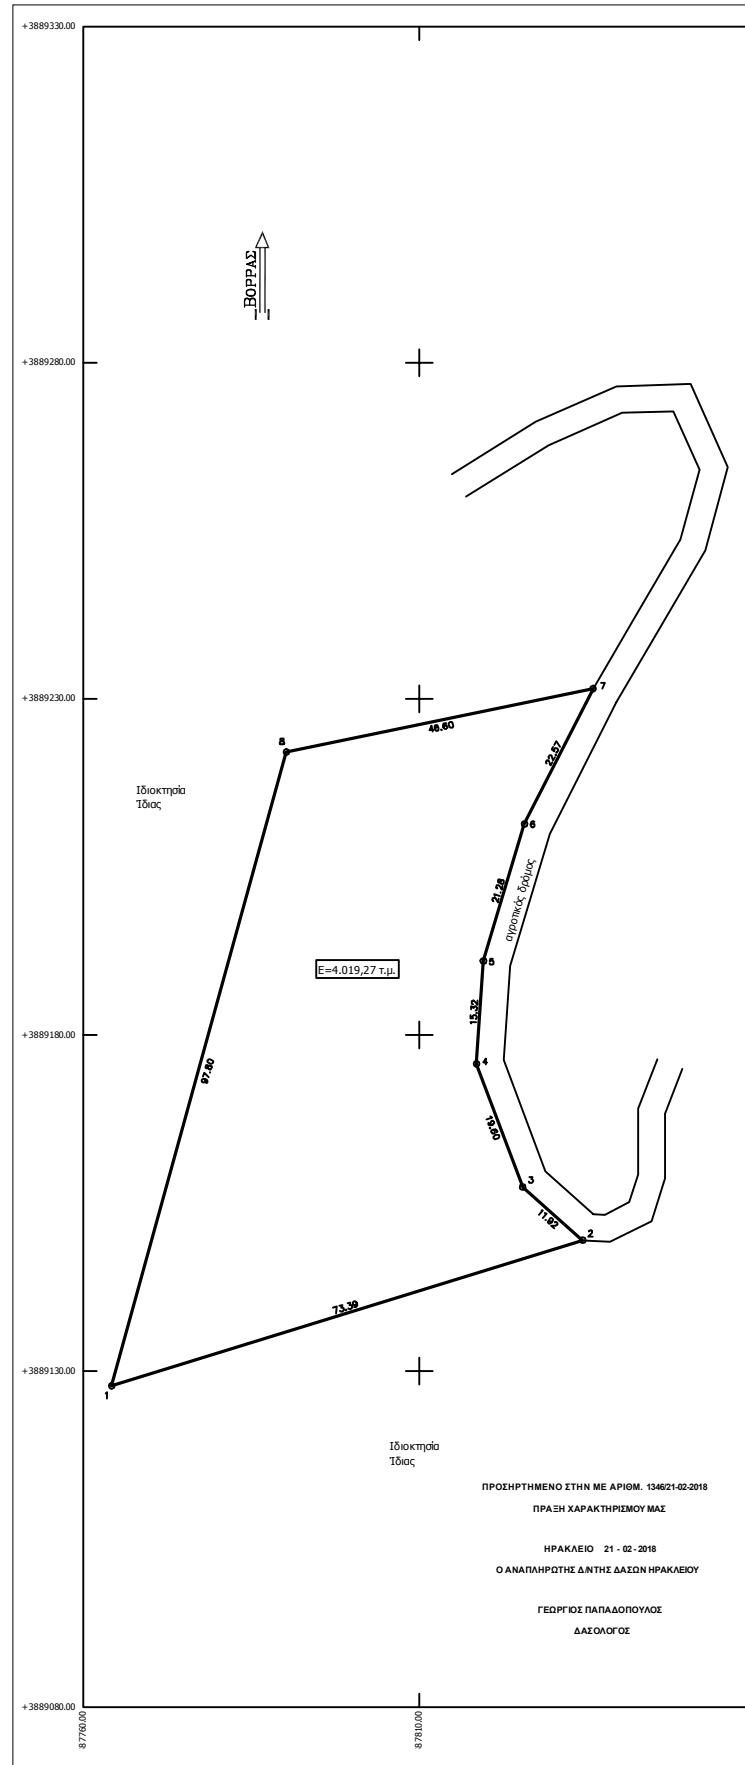 +3889330.00
ΒΟΡΡΑΣ
+3889280.00
+3889230.00
7
8
46.60
22.57
Ιδιοκτησία
Ίδιας
6
αγροτικός δρόμος
21.28
5
E=4.019,27 τ.μ.
15.32
+3889180.00
4
97.80
19.60
3
11.92
2
73.39
+3889130.00
1
Ιδιοκτησία
Ίδιας
ΠΡΟΣΗΡΤΗΜΕΝΟ ΣΤΗΝ ΜΕ ΑΡΙΘΜ. 1346/21-02-2018
ΠΡΑΞΗ ΧΑΡΑΚΤΗΡΙΣΜΟΥ ΜΑΣ
ΗΡΑΚΛΕΙΟ 21 - 02 - 2018
Ο ΑΝΑΠΛΗΡΩΤΗΣ Δ/ΝΤΗΣ ΔΑΣΩΝ ΗΡΑΚΛΕΙΟΥ
ΓΕΩΡΓΙΟΣ ΠΑΠΑΔΟΠΟΥΛΟΣ
ΔΑΣΟΛΟΓΟΣ
+3889080.00
87760.00
87810.00